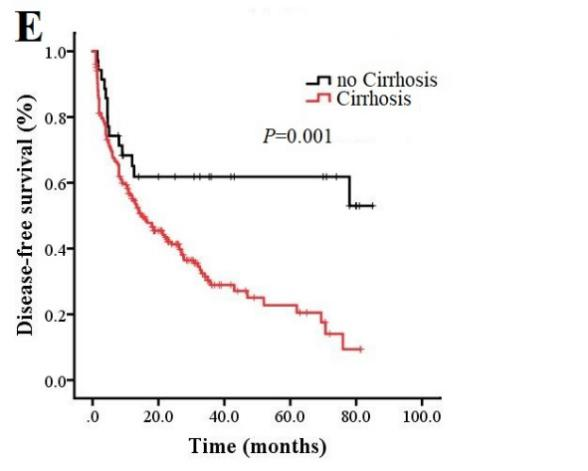 E
no Cirrhosis
Cirrhosis
P=0.001
Disease-free survival (%)
1.0
0.8
0.6
0.4
0.2
0.0
.0 20.0 40.0 60.0 80.0 100.0
Time (months)